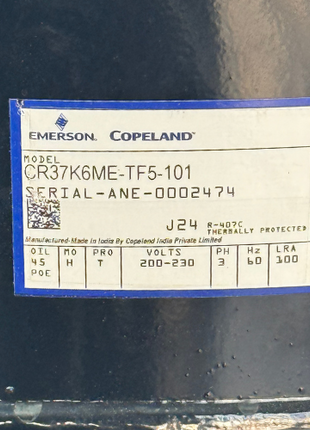 EMERSON. COPELAND™
MODEL
CR37K6ME-TF5-101
SERIAL-ANE-0002474
J24 R-407C
THERMALLY PROTECTED
Manufactured-Made In India By Copeland India Private Limited
OIL MO PRO VOLTS PH Hz LRA
45 H T 200-230 3 60 100
POE